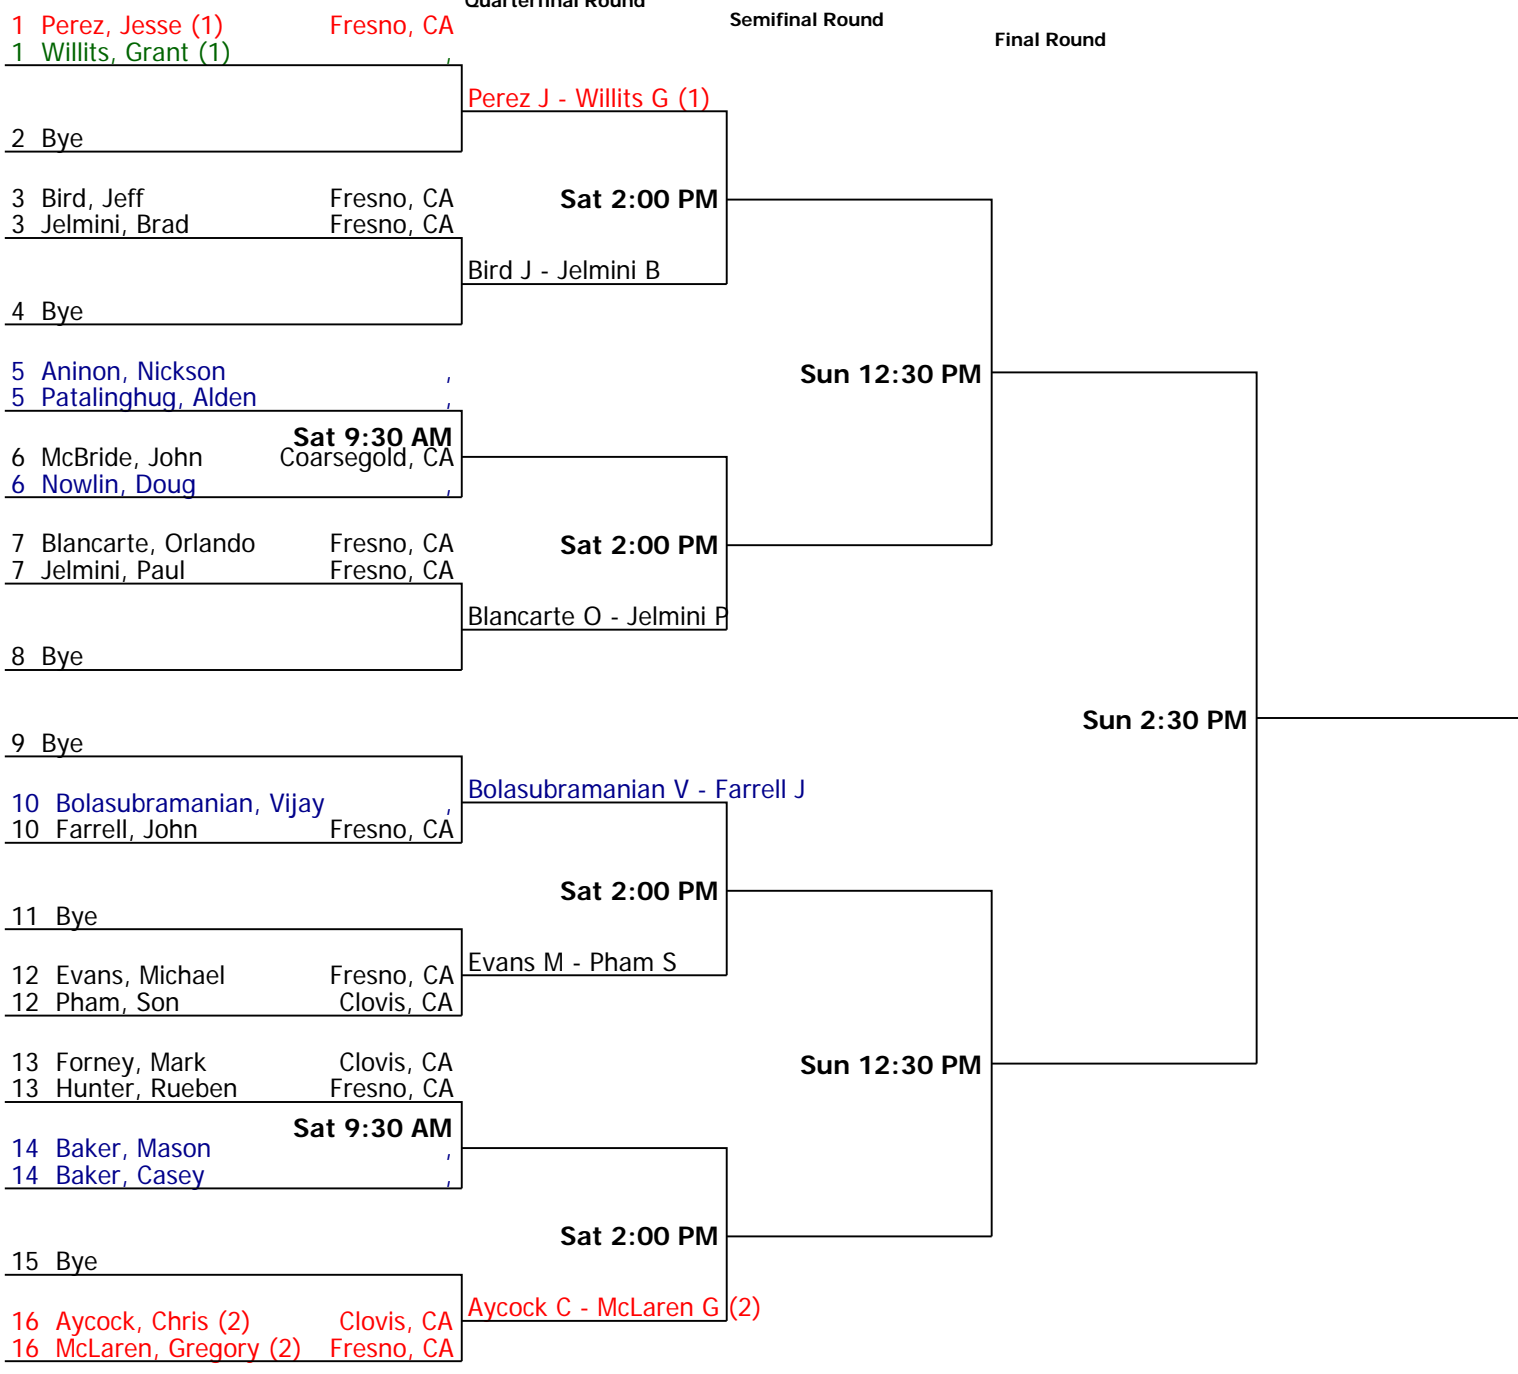 Quarterfinal Round
Semifinal Round
Final Round
1 Perez, Jesse (1) Fresno, CA
1 Willits, Grant (1) ,
Perez J - Willits G (1)
2 Bye
3 Bird, Jeff Fresno, CA
Sat 2:00 PM
3 Jelmini, Brad Fresno, CA
Bird J - Jelmini B
4 Bye
5 Aninon, Nickson ,
Sun 12:30 PM
5 Patalinghug, Alden ,
Sat 9:30 AM
6 McBride, John Coarsegold, CA
6 Nowlin, Doug ,
7 Blancarte, Orlando Fresno, CA
Sat 2:00 PM
7 Jelmini, Paul Fresno, CA
Blancarte O - Jelmini P
8 Bye
Sun 2:30 PM
9 Bye
Bolasubramanian V - Farrell J
10 Bolasubramanian, Vijay ,
10 Farrell, John Fresno, CA
Sat 2:00 PM
11 Bye
Evans M - Pham S
12 Evans, Michael Fresno, CA
12 Pham, Son Clovis, CA
13 Forney, Mark Clovis, CA
Sun 12:30 PM
13 Hunter, Rueben Fresno, CA
Sat 9:30 AM
14 Baker, Mason ,
14 Baker, Casey ,
Sat 2:00 PM
15 Bye
Aycock C - McLaren G (2)
16 Aycock, Chris (2) Clovis, CA
16 McLaren, Gregory (2) Fresno, CA